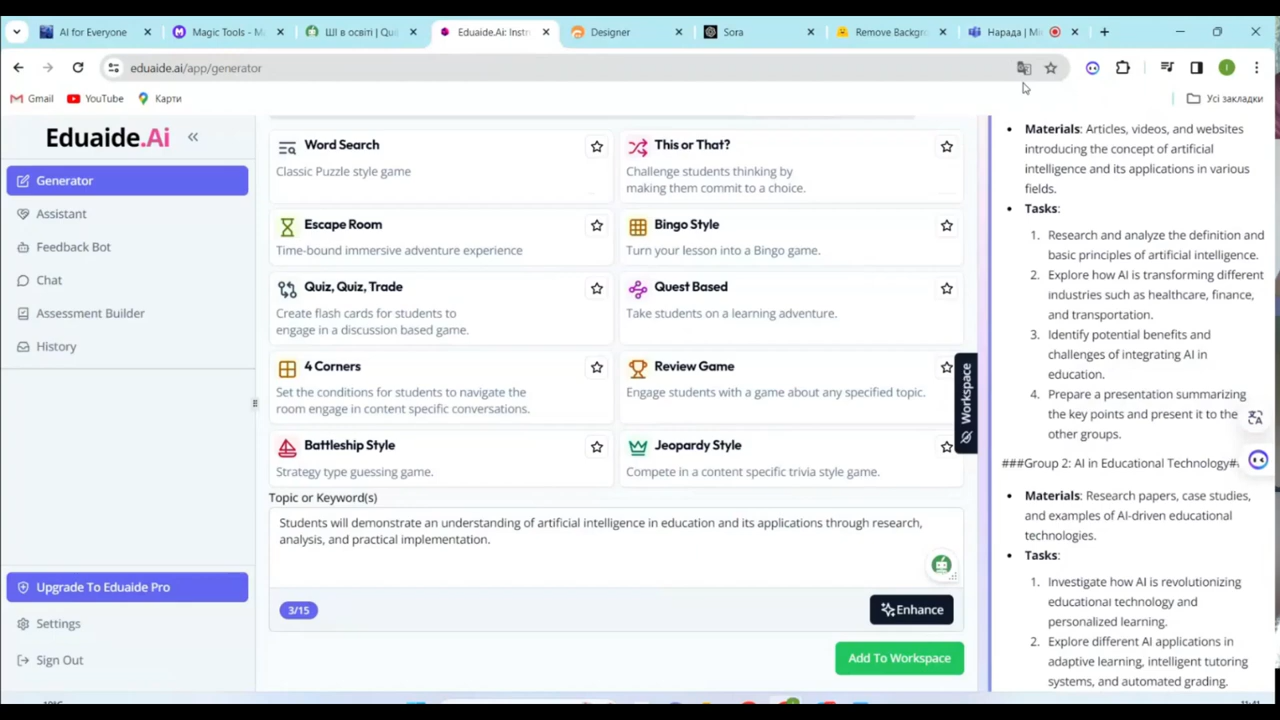 AI for Everyone
Magic Tools - M
ШІ в освіті | Qui
Eduaide.Ai: Instr
Designer
Sora
Remove Backgro
Нарада | Mi
eduaide.ai/app/generator
Gmail
YouTube
Карти
Усі закладки
Eduaide.Ai
Generator
Assistant
Feedback Bot
Chat
Assessment Builder
History
Upgrade To Eduaide Pro
Settings
Sign Out
Word Search
Classic Puzzle style game
This or That?
Challenge students thinking by
making them commit to a choice.
Escape Room
Time-bound immersive adventure experience
Bingo Style
Turn your lesson into a Bingo game.
Quiz, Quiz, Trade
Create flash cards for students to
engage in a discussion based game.
Quest Based
Take students on a learning adventure.
4 Corners
Set the conditions for students to navigate the
room engage in content specific conversations.
Review Game
Engage students with a game about any specified topic.
Battleship Style
Strategy type guessing game.
Jeopardy Style
Compete in a content specific trivia style game.
Topic or Keyword(s)
Students will demonstrate an understanding of artificial intelligence in education and its applications through research,
analysis, and practical implementation.
3/15
Enhance
Add To Workspace
Workspace
• Materials: Articles, videos, and websites
introducing the concept of artificial
intelligence and its applications in various
fields.
• Tasks:
1. Research and analyze the definition and
basic principles of artificial intelligence.
2. Explore how AI is transforming different
industries such as healthcare, finance,
and transportation.
3. Identify potential benefits and
challenges of integrating AI in
education.
4. Prepare a presentation summarizing
the key points and present it to the
other groups.
###Group 2: AI in Educational Technology#
• Materials: Research papers, case studies,
and examples of AI-driven educational
technologies.
• Tasks:
1. Investigate how AI is revolutionizing
educational technology and
personalized learning.
2. Explore different AI applications in
adaptive learning, intelligent tutoring
systems, and automated grading.